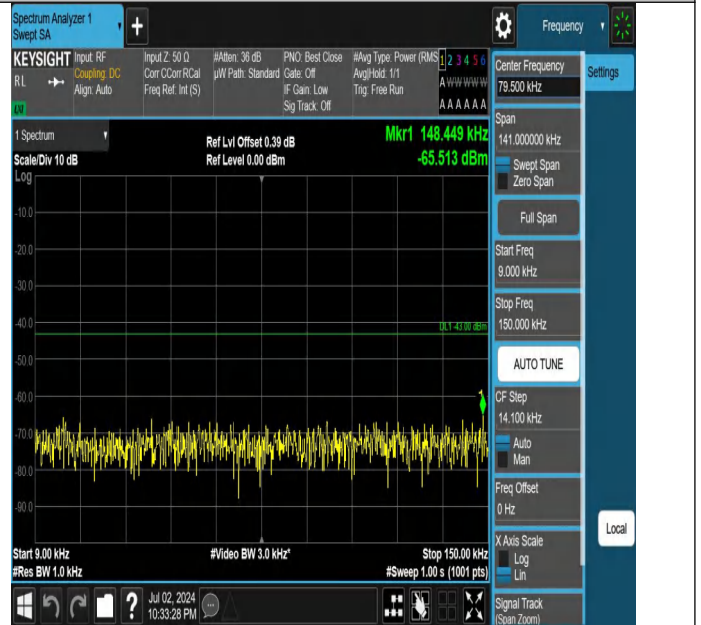 Spectrum Analyzer 1
Swept SA
+
Frequency
KEYSIGHT
RL
Input: RF
Coupling: DC
Align: Auto
Input Z: 50 Ω
Corr CCorr RCal
Freq Ref: Int (S)
#Atten: 36 dB
µW Path: Standard
PNO: Best Close
Gate: Off
IF Gain: Low
Sig Track: Off
#Avg Type: Power (RMS
Avg|Hold: 1/1
Trig: Free Run
1 2 3 4 5 6
A W W W W W
A A A A A A
LXI
1 Spectrum
Scale/Div 10 dB
Log
Ref Lvl Offset 0.39 dB
Ref Level 0.00 dBm
Mkr1 148.449 kHz
-65.513 dBm
-10.0
-20.0
-30.0
-40.0
DL1 -43.00 dBm
-50.0
-60.0
1
-70.0
-80.0
-90.0
Start 9.00 kHz
#Res BW 1.0 kHz
#Video BW 3.0 kHz*
Stop 150.00 kHz
#Sweep 1.00 s (1001 pts)
Center Frequency
79.500 kHz
Settings
Span
141.000000 kHz
Swept Span
Zero Span
Full Span
Start Freq
9.000 kHz
Stop Freq
150.000 kHz
AUTO TUNE
CF Step
14.100 kHz
Auto
Man
Freq Offset
0 Hz
X Axis Scale
Log
Lin
Local
Signal Track
(Span Zoom)
?
Jul 02, 2024
10:33:28 PM